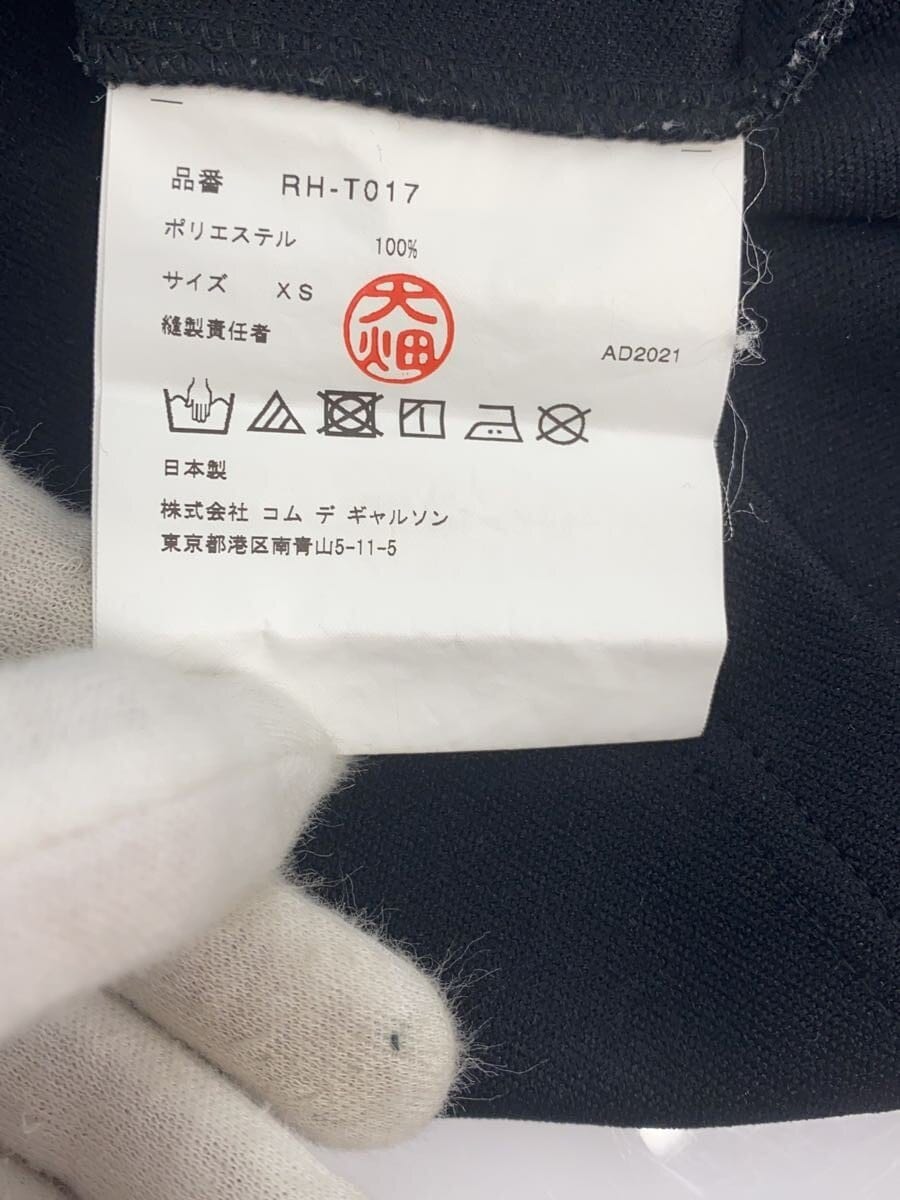 品番 RH-T017
ポリエステル 100%
サイズ XS
縫製責任者
犬畑
AD2021
日本製
株式会社 コム デ ギャルソン
東京都港区南青山5-11-5